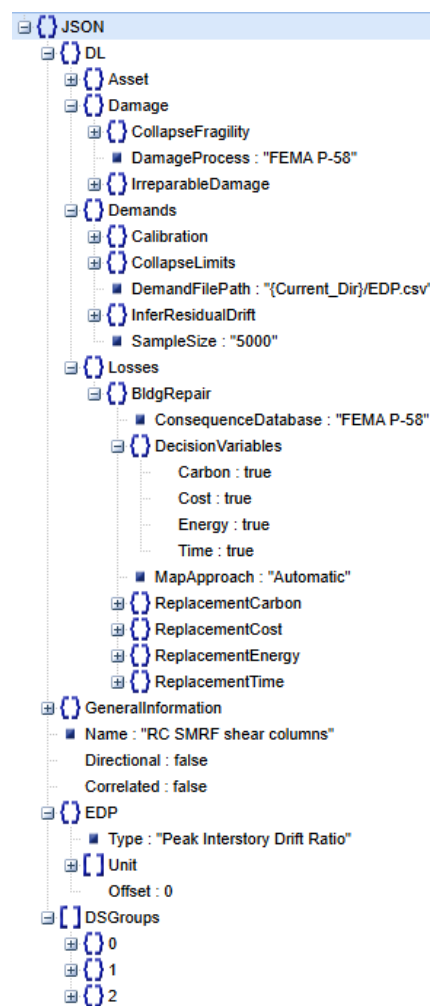 JSON
DL
Asset
Damage
CollapseFragility
DamageProcess : "FEMA P-58"
IrreparableDamage
Demands
Calibration
CollapseLimits
DemandFilePath : "{Current_Dir}/EDP.csv"
InferResidualDrift
SampleSize : "5000"
Losses
BldgRepair
ConsequenceDatabase : "FEMA P-58"
DecisionVariables
Carbon : true
Cost : true
Energy : true
Time : true
MapApproach : "Automatic"
ReplacementCarbon
ReplacementCost
ReplacementEnergy
ReplacementTime
GeneralInformation
Name : "RC SMRF shear columns"
Directional : false
Correlated : false
EDP
Type : "Peak Interstory Drift Ratio"
Unit
Offset : 0
DSGroups
0
1
2